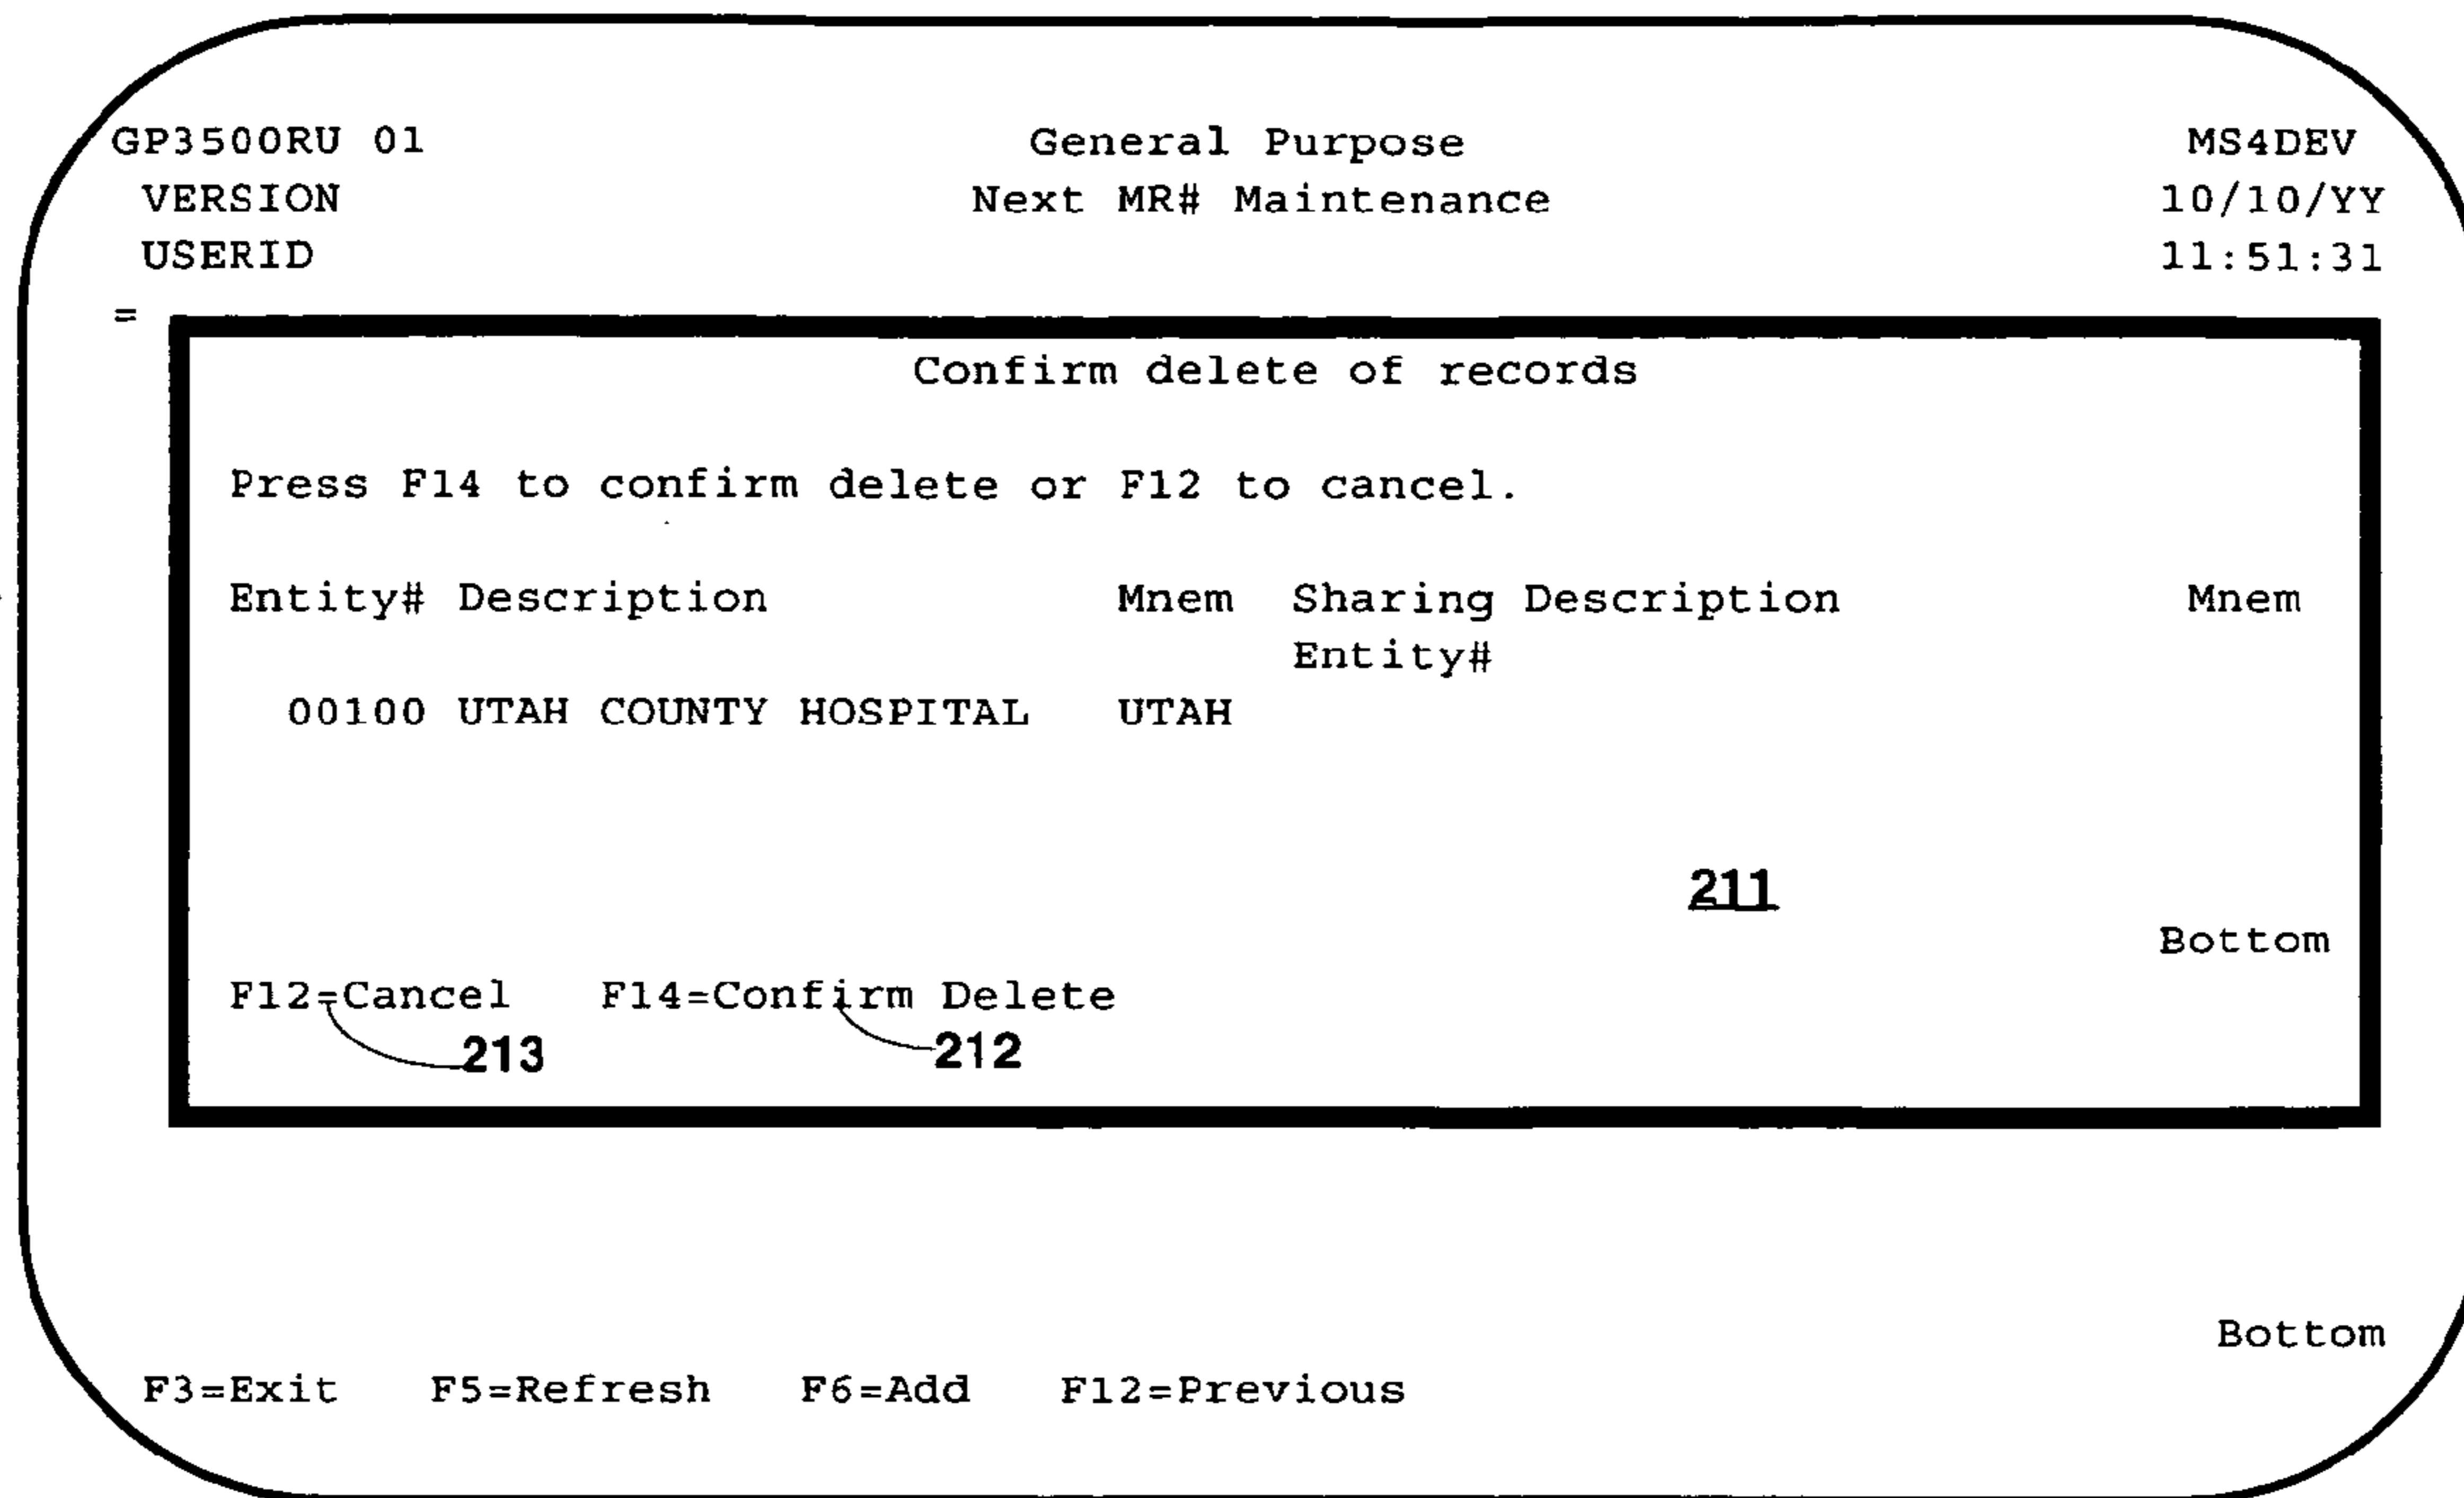 GP3500RU 01 General Purpose MS4DEV
VERSION Next MR# Maintenance 10/10/YY
USERID 11:51:31
=
Confirm delete of records
Press F14 to confirm delete or F12 to cancel.
Entity# Description Mnem Sharing Description Mnem
Entity#
00100 UTAH COUNTY HOSPITAL UTAH
211
Bottom
F12=Cancel F14=Confirm Delete
213 212
Bottom
F3=Exit F5=Refresh F6=Add F12=Previous